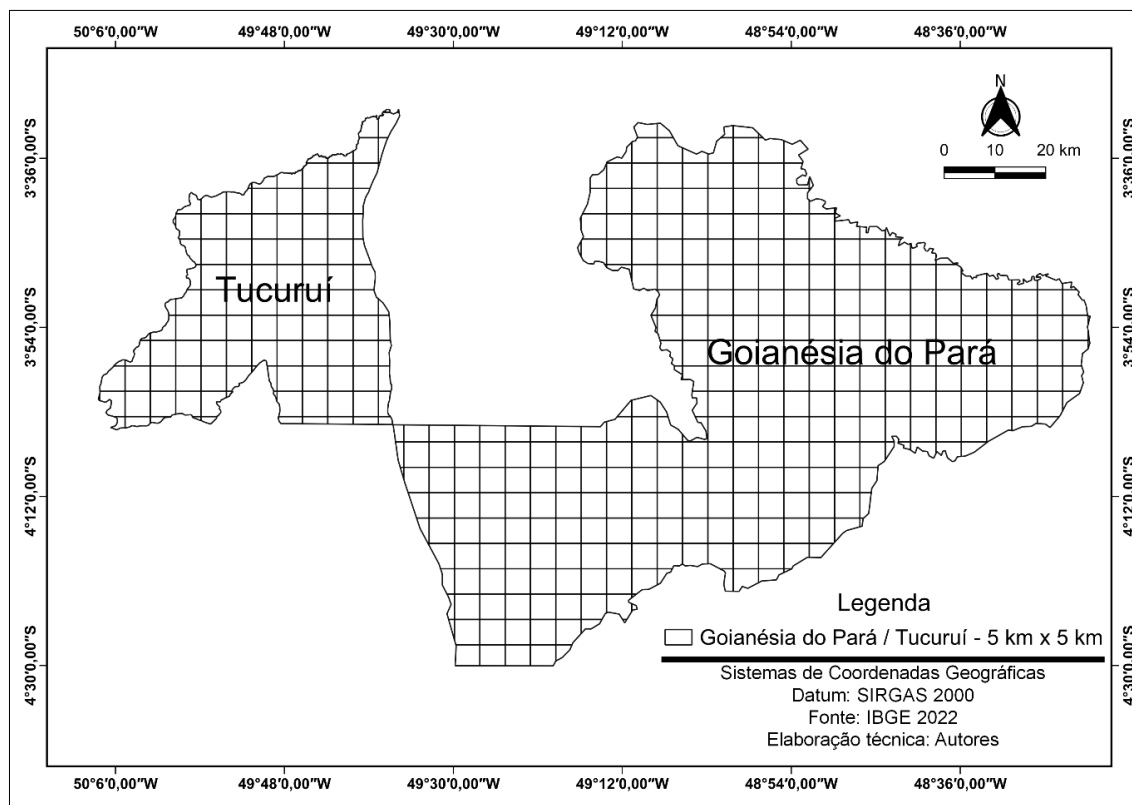 50°6′0,00″W 49°48′0,00″W 49°30′0,00″W 49°12′0,00″W 48°54′0,00″W 48°36′0,00″W
N
0 10 20 km
3°36′0,00″S 3°36′0,00″S
Tucuruí
3°54′0,00″S 3°54′0,00″S
Goianésia do Pará
4°12′0,00″S 4°12′0,00″S
Legenda
Goianésia do Pará / Tucuruí - 5 km x 5 km
4°30′0,00″S 4°30′0,00″S
Sistemas de Coordenadas Geográficas
Datum: SIRGAS 2000
Fonte: IBGE 2022
Elaboração técnica: Autores
50°6′0,00″W 49°48′0,00″W 49°30′0,00″W 49°12′0,00″W 48°54′0,00″W 48°36′0,00″W